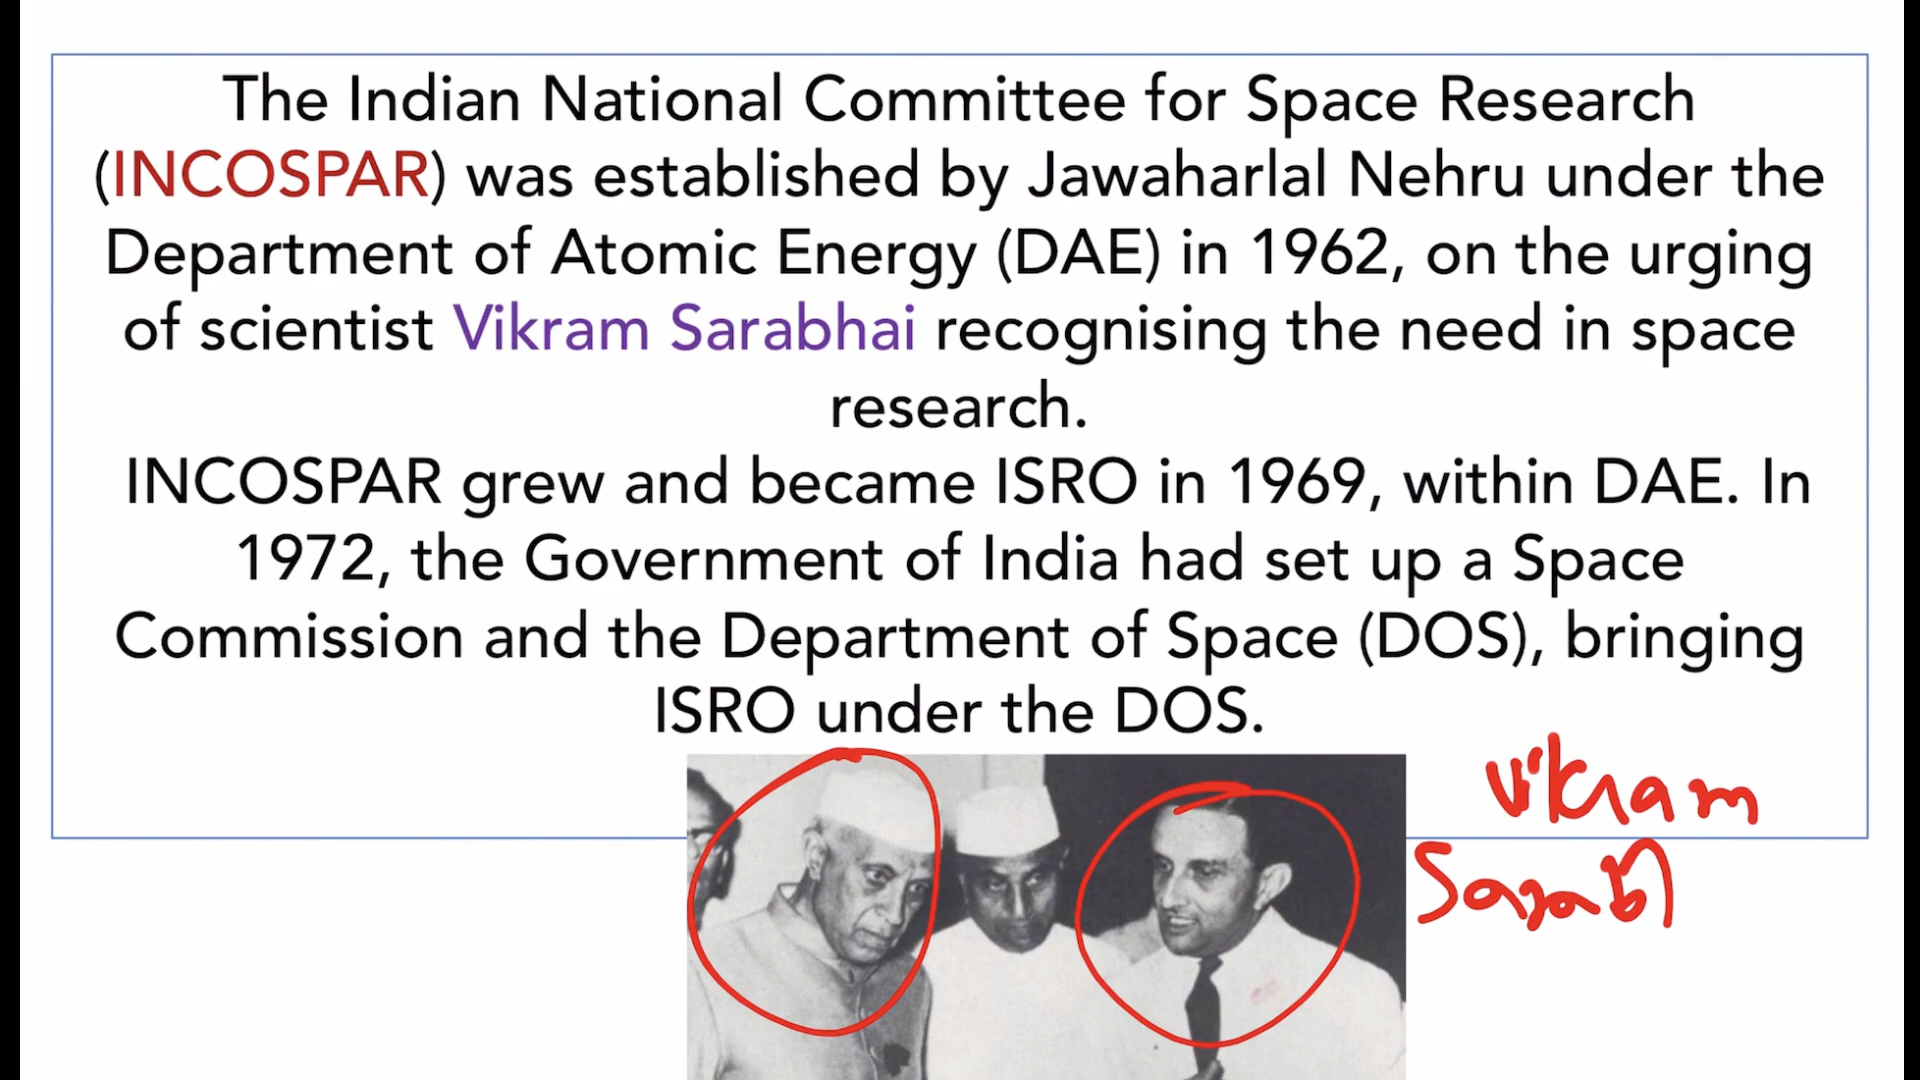 The Indian National Committee for Space Research
(INCOSPAR) was established by Jawaharlal Nehru under the
Department of Atomic Energy (DAE) in 1962, on the urging
of scientist Vikram Sarabhai recognising the need in space
research.
INCOSPAR grew and became ISRO in 1969, within DAE. In
1972, the Government of India had set up a Space
Commission and the Department of Space (DOS), bringing
ISRO under the DOS.
Vikram